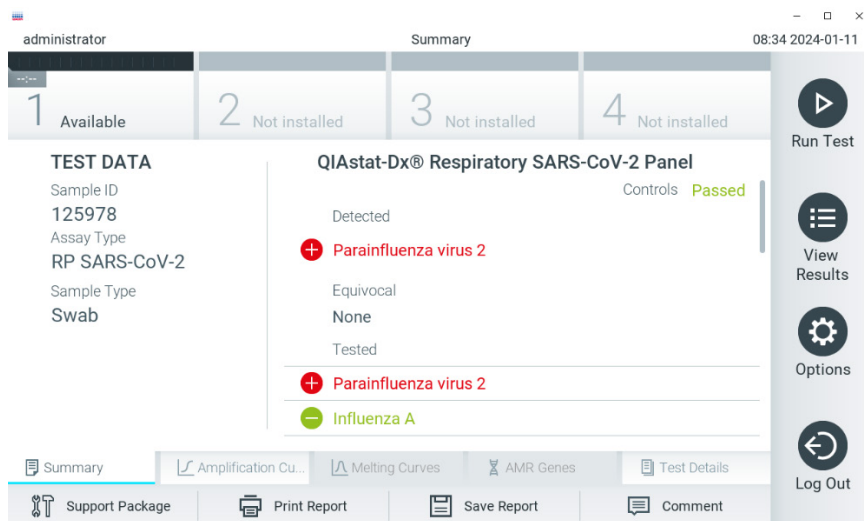 administrator Summary 08:34 2024-01-11
--:--
1 Available 2 Not installed 3 Not installed 4 Not installed
Run Test
TEST DATA
Sample ID
125978
Assay Type
RP SARS-CoV-2
Sample Type
Swab
QIAstat-Dx® Respiratory SARS-CoV-2 Panel
Controls Passed
Detected
Parainfluenza virus 2
Equivocal
None
Tested
Parainfluenza virus 2
Influenza A
View
Results
Options
Log Out
Summary Amplification Cu... Melting Curves AMR Genes Test Details
Support Package Print Report Save Report Comment